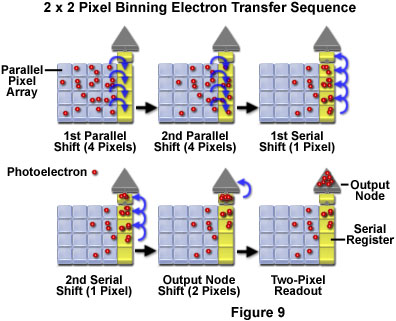 2 x 2 Pixel Binning Electron Transfer Sequence
Parallel
Pixel
Array
1st Parallel
Shift (4 Pixels)
2nd Parallel
Shift (4 Pixels)
1st Serial
Shift (1 Pixel)
Photoelectron
Output
Node
Serial
Register
2nd Serial
Shift (1 Pixel)
Output Node
Shift (2 Pixels)
Two-Pixel
Readout
Figure 9